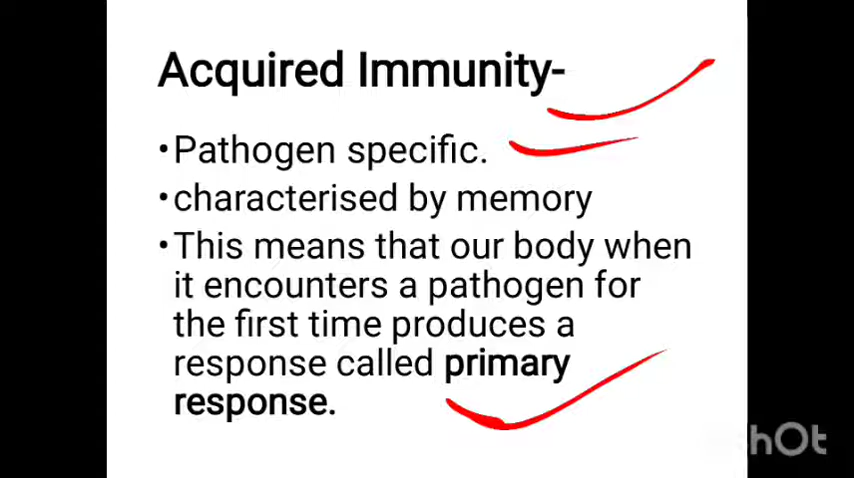 Acquired Immunity-
•Pathogen specific.
•characterised by memory
•This means that our body when
it encounters a pathogen for
the first time produces a
response called primary
response.